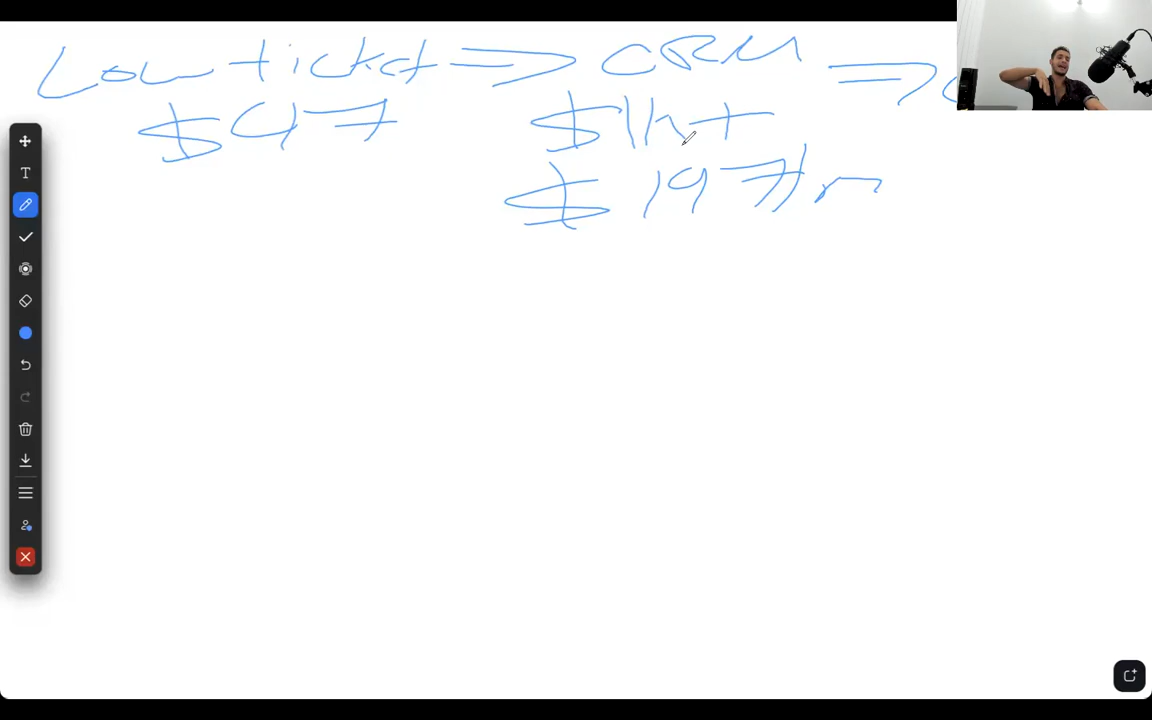 Low ticket => CRM =>
$47 $1k+
$197/m